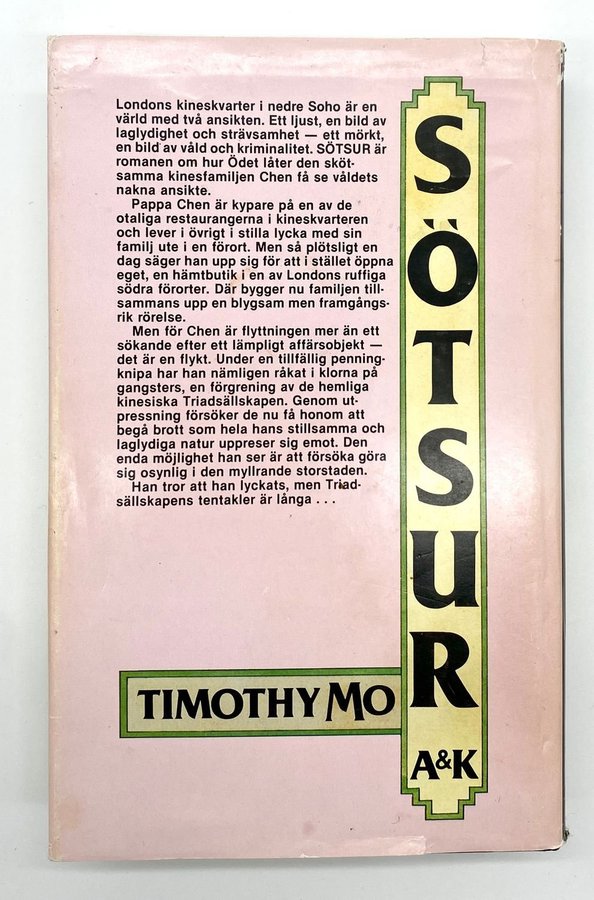 Londons kineskvarter i nedre Soho är en
värld med två ansikten. Ett ljust, en bild av
laglydighet och strävsamhet — ett mörkt,
en bild av våld och kriminalitet. SÖTSUR är
romanen om hur Ödet låter den sköt-
samma kinesfamiljen Chen få se våldets
nakna ansikte.
Pappa Chen är kypare på en av de
otaliga restaurangerna i kineskvarteren
och lever i övrigt i stilla lycka med sin
familj ute i en förort. Men så plötsligt en
dag säger han upp sig för att i stället öppna
eget, en hämtbutik i en av Londons ruffiga
södra förorter. Där bygger nu familjen till-
sammans upp en blygsam men framgångs-
rik rörelse.
Men för Chen är flyttningen mer än ett
sökande efter ett lämpligt affärsobjekt —
det är en flykt. Under en tillfällig penning-
knipa har han nämligen råkat i klorna på
gangsters, en förgrening av de hemliga
kinesiska Triadsällskapen. Genom ut-
pressning försöker de nu få honom att
begå brott som hela hans stillsamma och
laglydiga natur uppreser sig emot. Den
enda möjlighet han ser är att försöka göra
sig osynlig i den myllrande storstaden.
Han tror att han lyckats, men Triad-
sällskapens tentakler är långa . . .
SÖTSUR
TIMOTHY MO
A&K